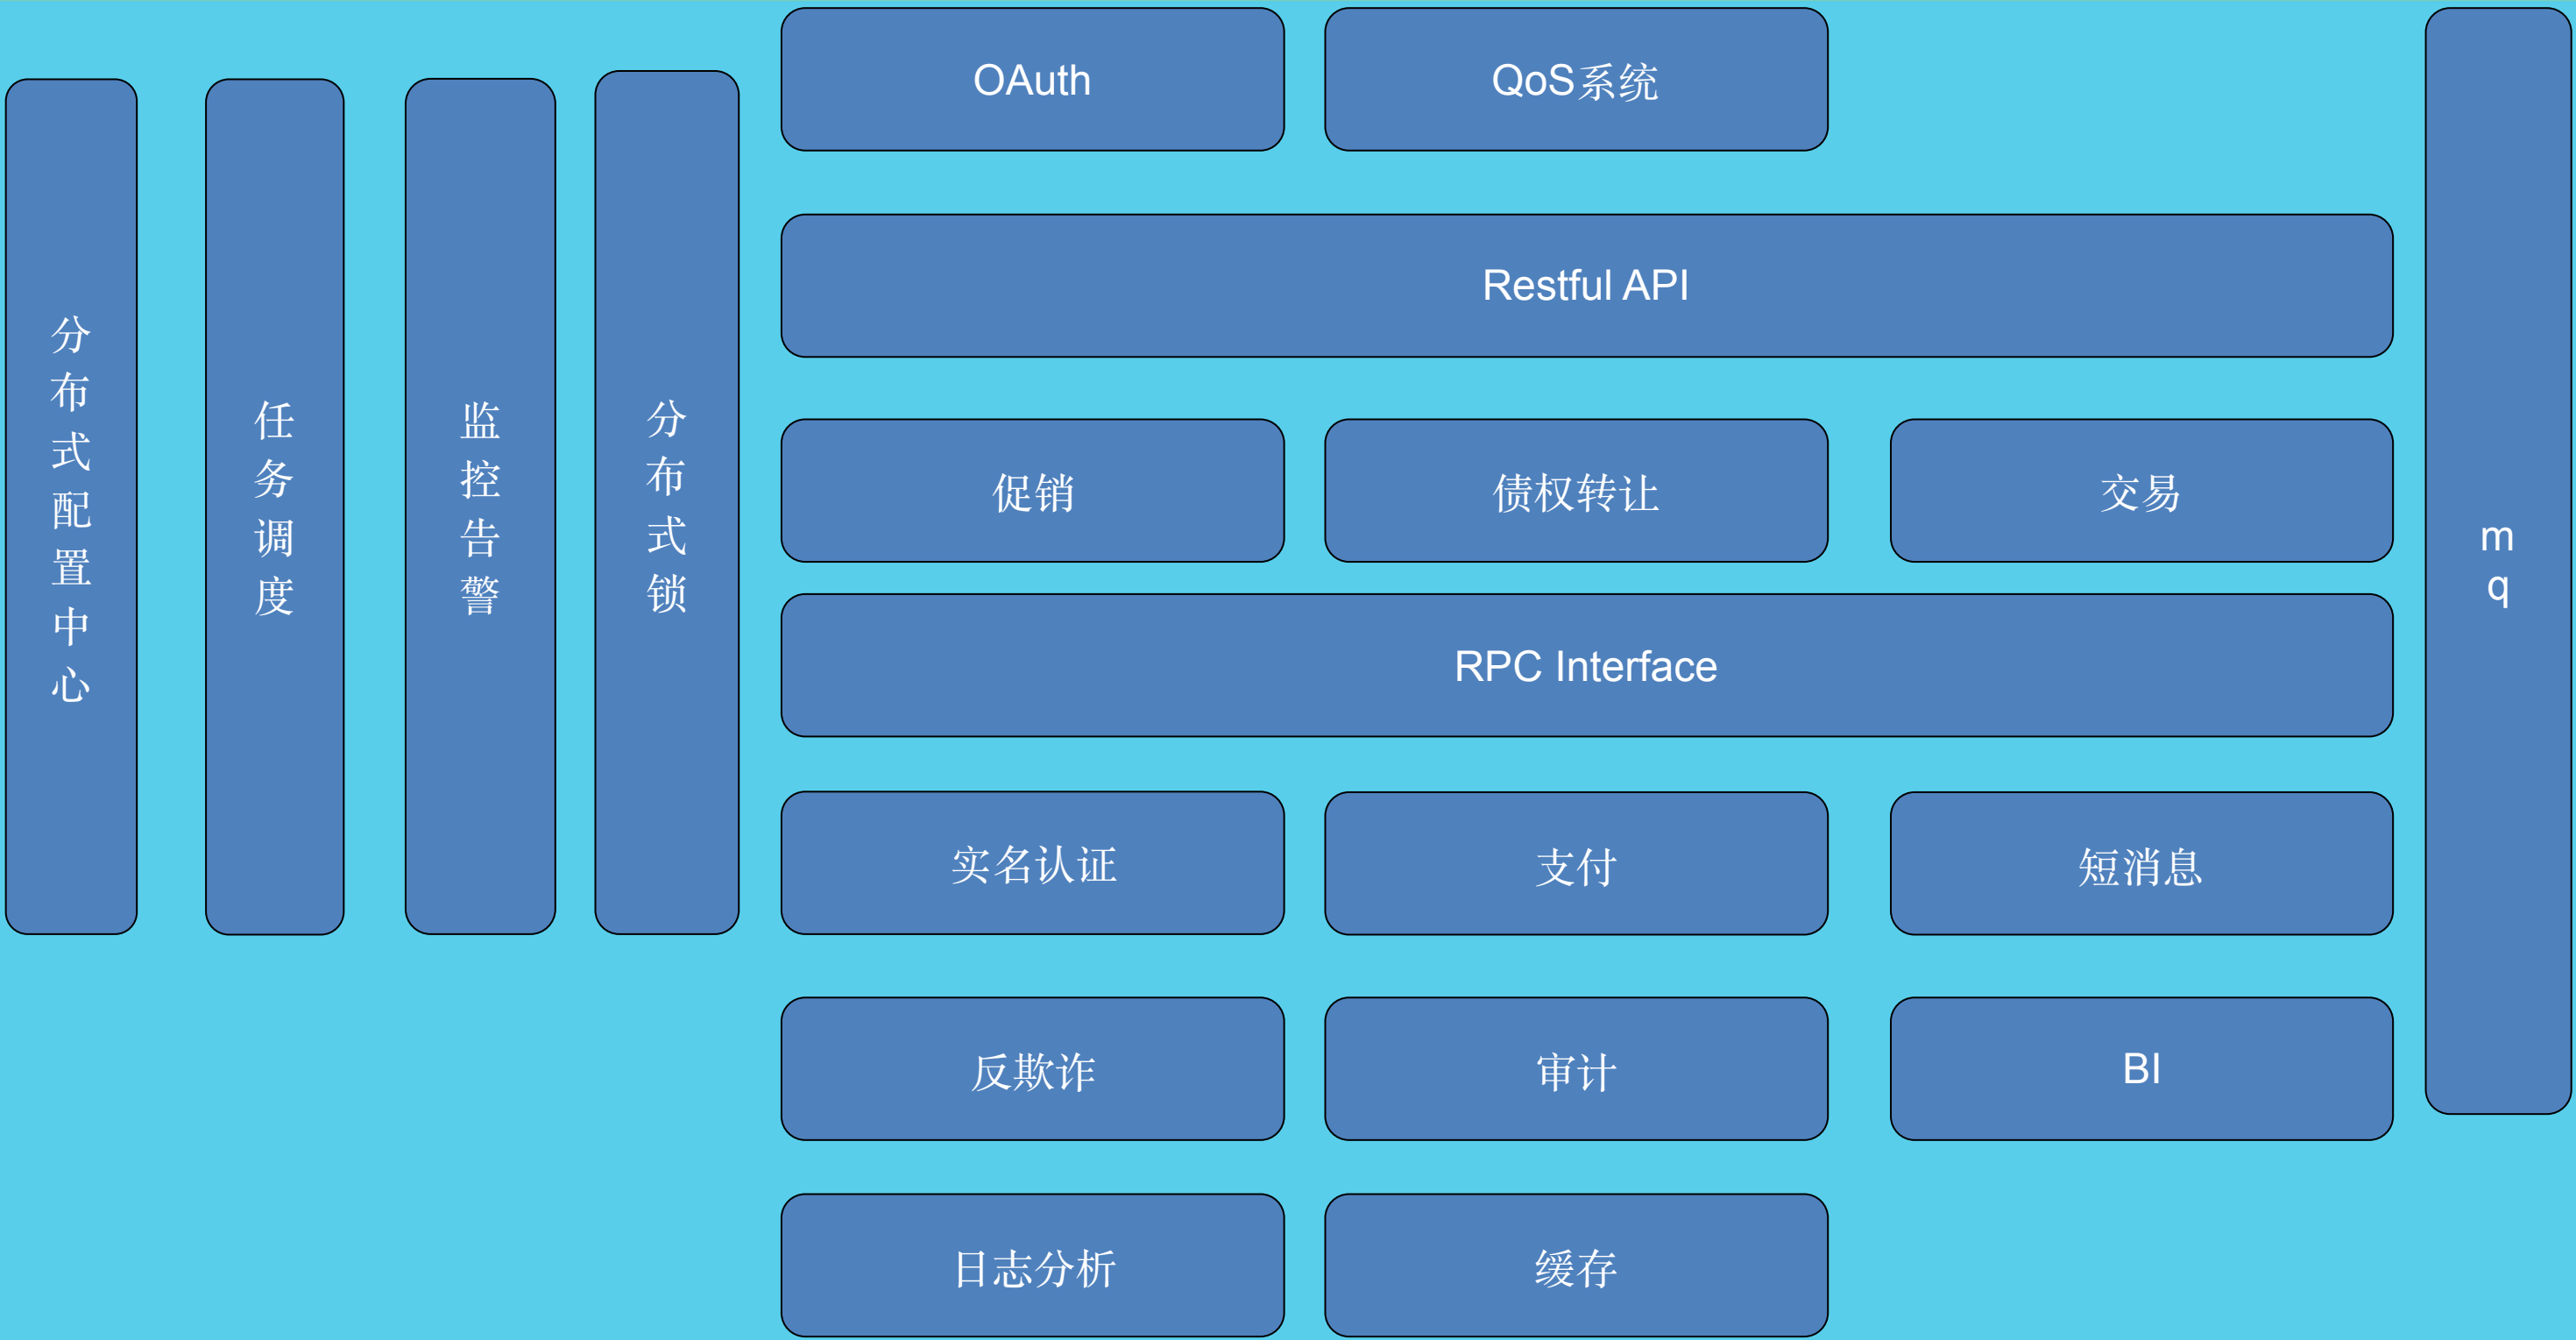 分布式配置中心
任务调度
监控告警
分布式锁
OAuth
QoS系统
Restful API
促销
债权转让
交易
RPC Interface
实名认证
支付
短消息
反欺诈
审计
BI
日志分析
缓存
mq